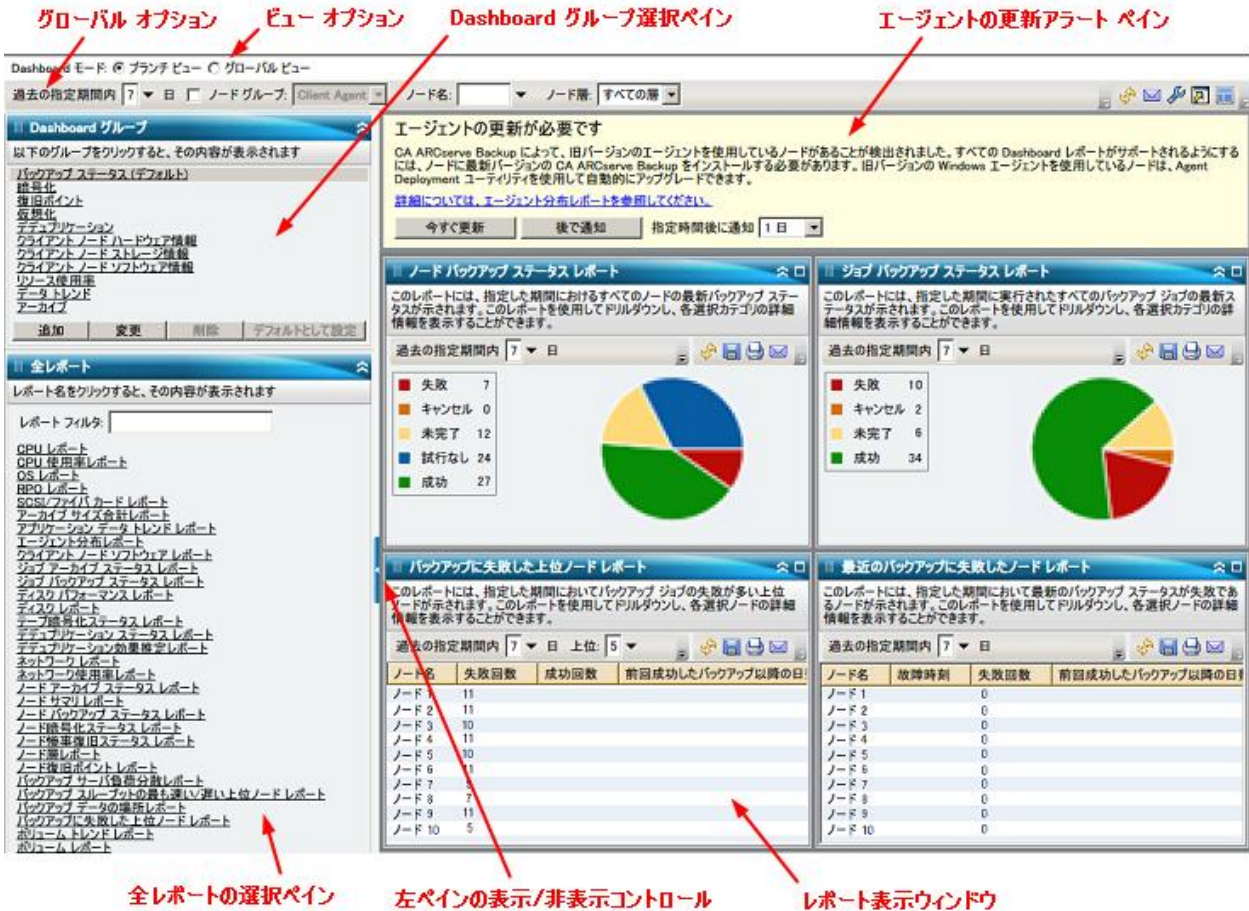 グローバル オプション
ビュー オプション
Dashboard グループ選択ペイン
エージェントの更新アラート ペイン
Dashboard モード: ブランチ ビュー グローバル ビュー
過去の指定期間内 7 日 ノード グループ: Client Agent ノード名: ノード層: すべての層
Dashboard グループ
以下のグループをクリックすると、その内容が表示されます
バックアップ ステータス (デフォルト)
暗号化
復旧ポイント
仮想化
デデュプリケーション
クライアント ノード ハードウェア情報
クライアント ノード ストレージ情報
クライアント ノード ソフトウェア情報
リソース使用率
データ トレンド
アーカイブ
追加 変更 削除 デフォルトとして設定
全レポート
レポート名をクリックすると、その内容が表示されます
レポート フィルタ:
CPU レポート
CPU 使用率レポート
OS レポート
RPO レポート
SCSI/ファイバ カード レポート
アーカイブ サイズ合計レポート
アプリケーション データ トレンド レポート
エージェント分布レポート
クライアント ノード ソフトウェア レポート
ジョブ アーカイブ ステータス レポート
ジョブ バックアップ ステータス レポート
ディスク パフォーマンス レポート
ディスク レポート
テープ暗号化ステータス レポート
デデュプリケーション ステータス レポート
デデュプリケーション効果推定レポート
ネットワーク レポート
ネットワーク使用率レポート
ノード アーカイブ ステータス レポート
ノード サマリ レポート
ノード バックアップ ステータス レポート
ノード暗号化ステータス レポート
ノード惨事復旧ステータス レポート
ノード層レポート
ノード復旧ポイント レポート
バックアップ サーバ負荷分散レポート
バックアップ スループットの最も速い/遅い上位ノード レポート
バックアップ データの場所レポート
バックアップに失敗した上位ノード レポート
ボリューム トレンド レポート
ボリューム レポート
エージェントの更新が必要です
CA ARCserve Backup によって、旧バージョンのエージェントを使用しているノードがあることが検出されました。すべての Dashboard レポートがサポートされるようにする
には、ノードに最新バージョンの CA ARCserve Backup をインストールする必要があります。旧バージョンの Windows エージェントを使用しているノードは、Agent
Deployment ユーティリティを使用して自動的にアップグレードできます。
詳細については、エージェント分布レポートを参照してください。
今すぐ更新 後で通知 指定時間後に通知 1 日
ノード バックアップ ステータス レポート
このレポートには、指定した期間におけるすべてのノードの最新バックアップ ステー
タスが示されます。このレポートを使用してドリルダウンし、各選択カテゴリの詳細
情報を表示することができます。
過去の指定期間内 7 日
失敗 7
キャンセル 0
未完了 12
試行なし 24
成功 27
ジョブ バックアップ ステータス レポート
このレポートには、指定した期間に実行されたすべてのバックアップ ジョブの最新ス
テータスが示されます。このレポートを使用してドリルダウンし、各選択カテゴリの詳
細情報を表示することができます。
過去の指定期間内 7 日
失敗 10
キャンセル 2
未完了 6
成功 34
バックアップに失敗した上位ノード レポート
このレポートには、指定した期間においてバックアップ ジョブの失敗が多い上位
ノードが示されます。このレポートを使用してドリルダウンし、各選択ノードの詳細
情報を表示することができます。
過去の指定期間内 7 日 上位: 5
ノード名 失敗回数 成功回数 前回成功したバックアップ以降の日
ノード 1 11
ノード 2 11
ノード 3 10
ノード 4 11
ノード 5 10
ノード 6 11
ノード 7
ノード 8 7
ノード 9 11
ノード 10 5
最近のバックアップに失敗したノード レポート
このレポートには、指定した期間において最新のバックアップ ステータスが失敗であ
るノードが示されます。このレポートを使用してドリルダウンし、各選択ノードの詳細
情報を表示することができます。
過去の指定期間内 7 日
ノード名 故障時刻 失敗回数 前回成功したバックアップ以降の日
ノード 1 0
ノード 2 0
ノード 3 0
ノード 4 0
ノード 5 0
ノード 6 0
ノード 7 0
ノード 8 0
ノード 9 0
ノード 10 0
全レポートの選択ペイン
左ペインの表示/非表示コントロール
レポート表示ウィンドウ